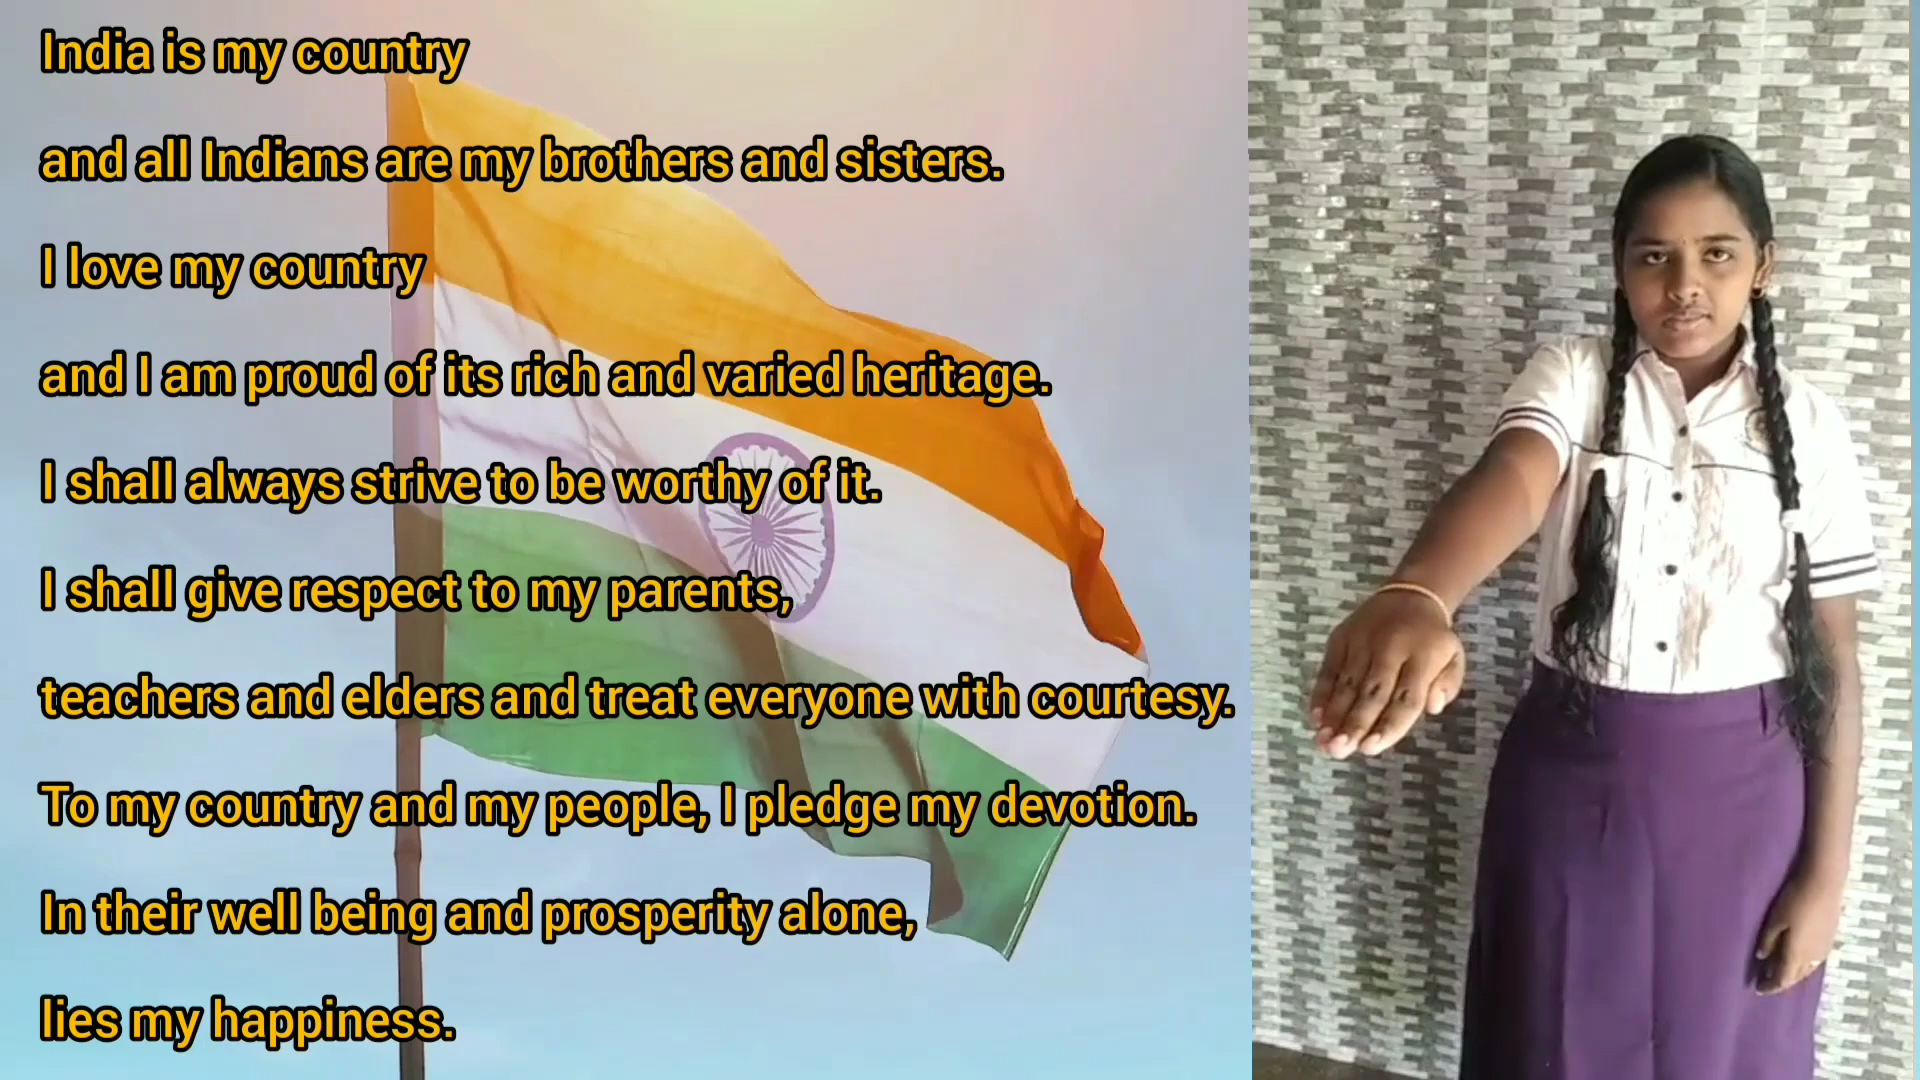 India is my country
and all Indians are my brothers and sisters.
I love my country
and I am proud of its rich and varied heritage.
I shall always strive to be worthy of it.
I shall give respect to my parents,
teachers and elders and treat everyone with courtesy.
To my country and my people, I pledge my devotion.
In their well being and prosperity alone,
lies my happiness.